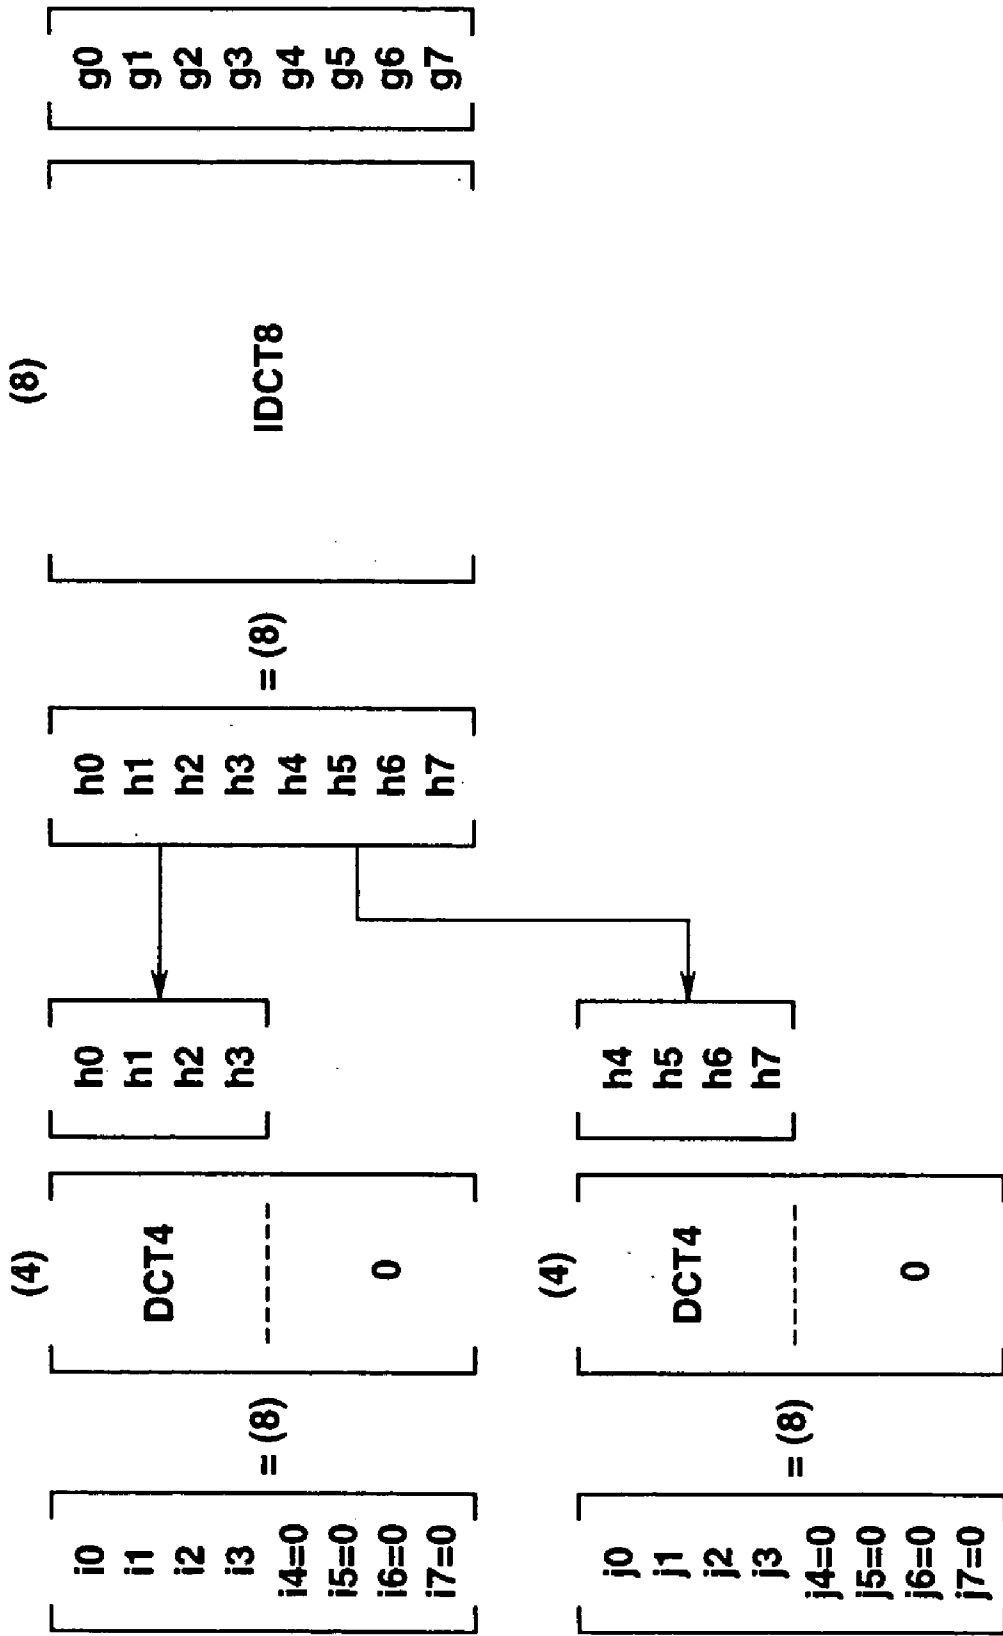 (4) (8)
i0 h0 h0 g0
i1 DCT4 h1 h1 g1
i2 h2 h2 g2
i3 h3 h3 g3
= (8) = (8) IDCT8
i4=0 h4 g4
i5=0 h5 g5
i6=0 0 h6 g6
i7=0 h7 g7
(4)
j0 h4
j1 DCT4 h5
j2 h6
j3 h7
= (8)
j4=0
j5=0
j6=0 0
j7=0